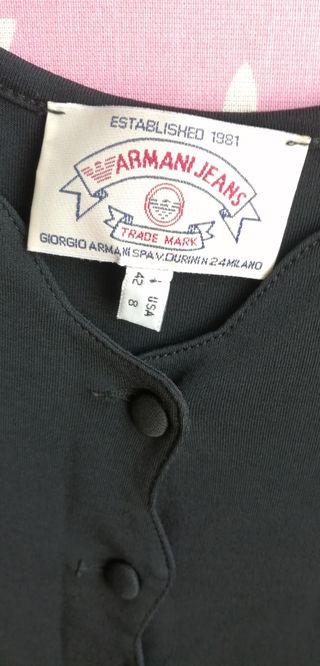 ESTABLISHED 1981
ARMANI JEANS
TRADE MARK
GIORGIO ARMANI SPA V. DURINI N 24 MILANO
I USA
42 8